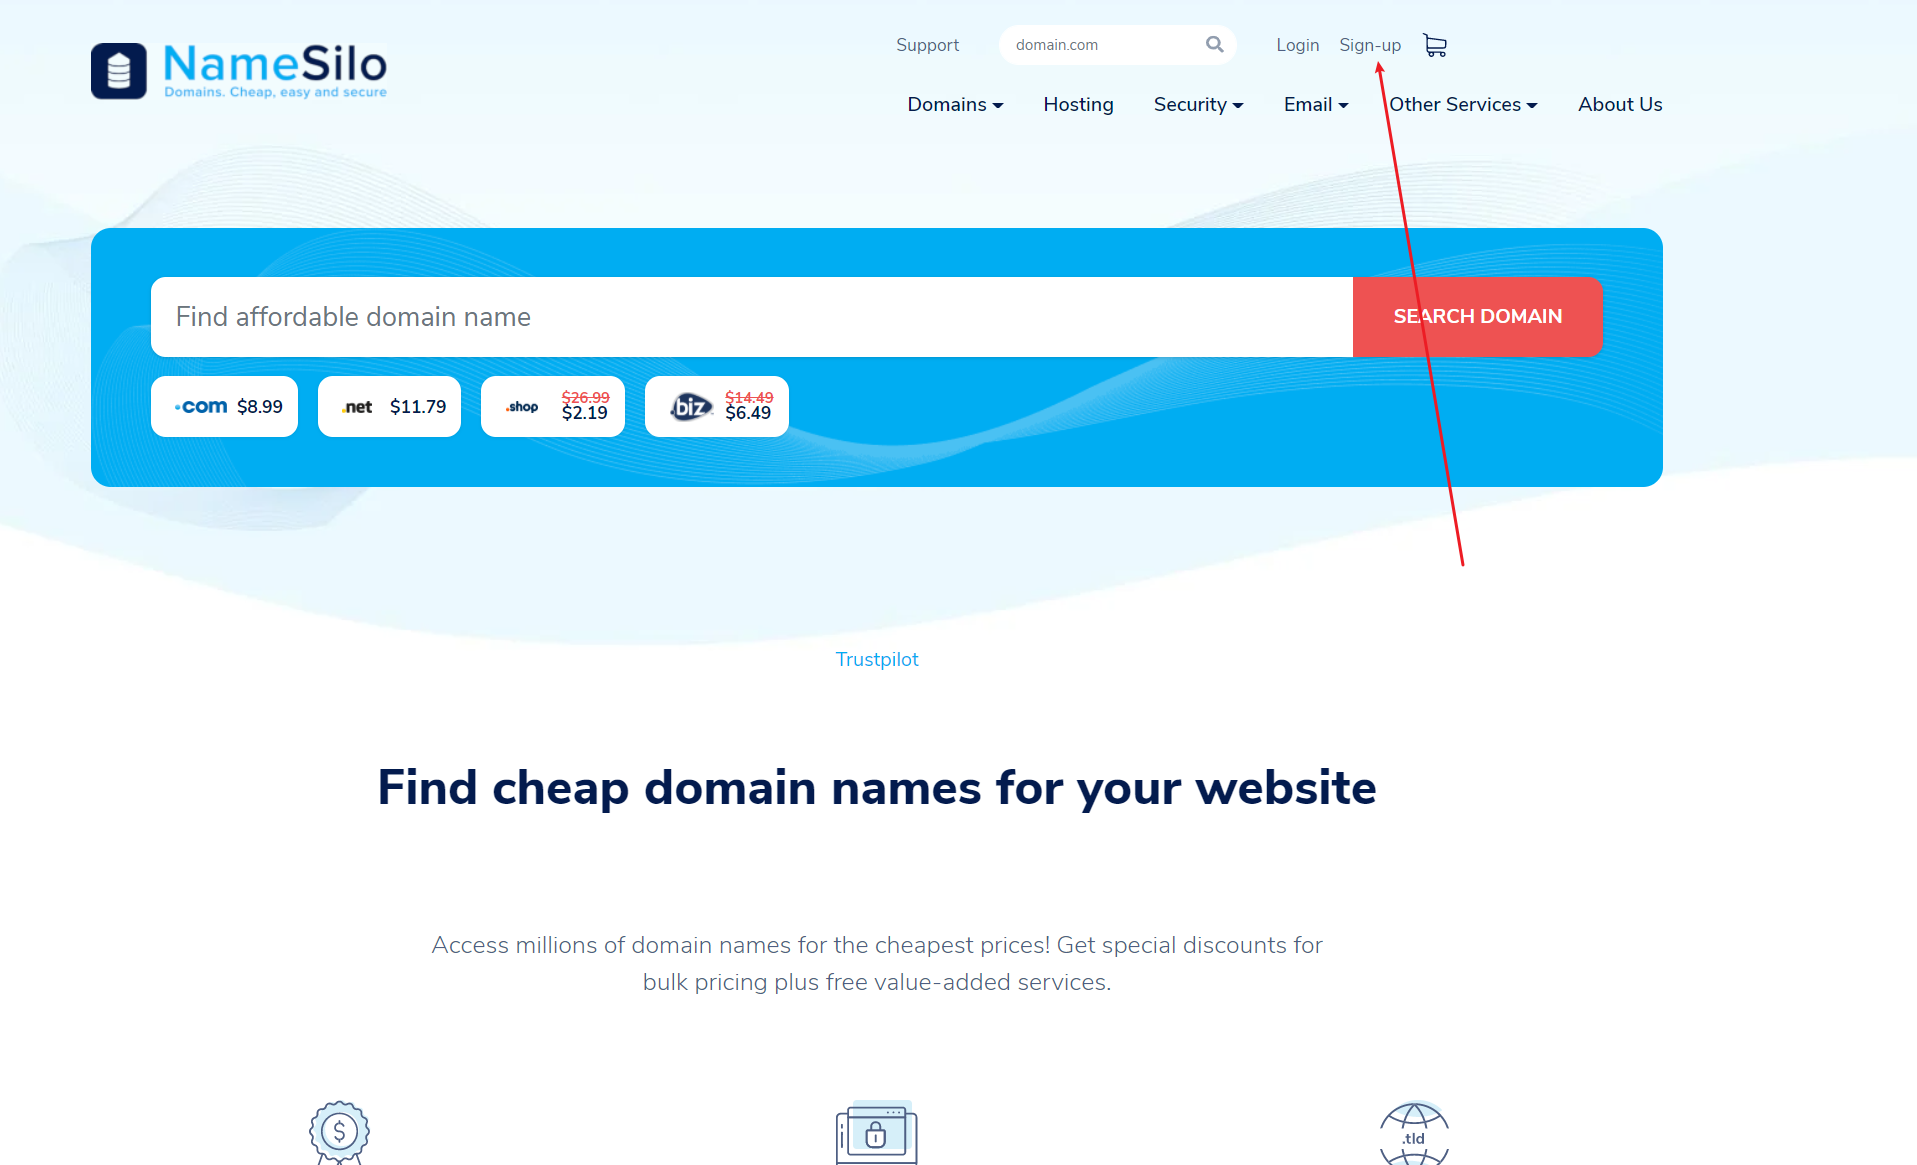 NameSilo
Domains. Cheap, easy and secure
Support
domain.com
Login
Sign-up
Domains
Hosting
Security
Email
Other Services
About Us
Find affordable domain name
SEARCH DOMAIN
.com $8.99
.net $11.79
.shop $26.99 $2.19
.biz $14.49 $6.49
Trustpilot
Find cheap domain names for your website
Access millions of domain names for the cheapest prices! Get special discounts for
bulk pricing plus free value-added services.
$
.tld